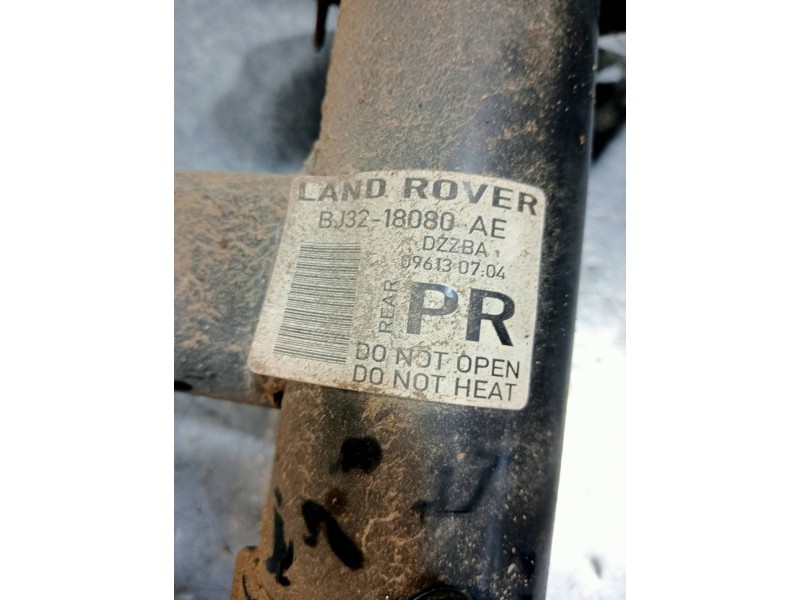 LAND ROVER
BJ32-18080 AE
DZZBA
09613 07:04
REAR
PR
DO NOT OPEN
DO NOT HEAT